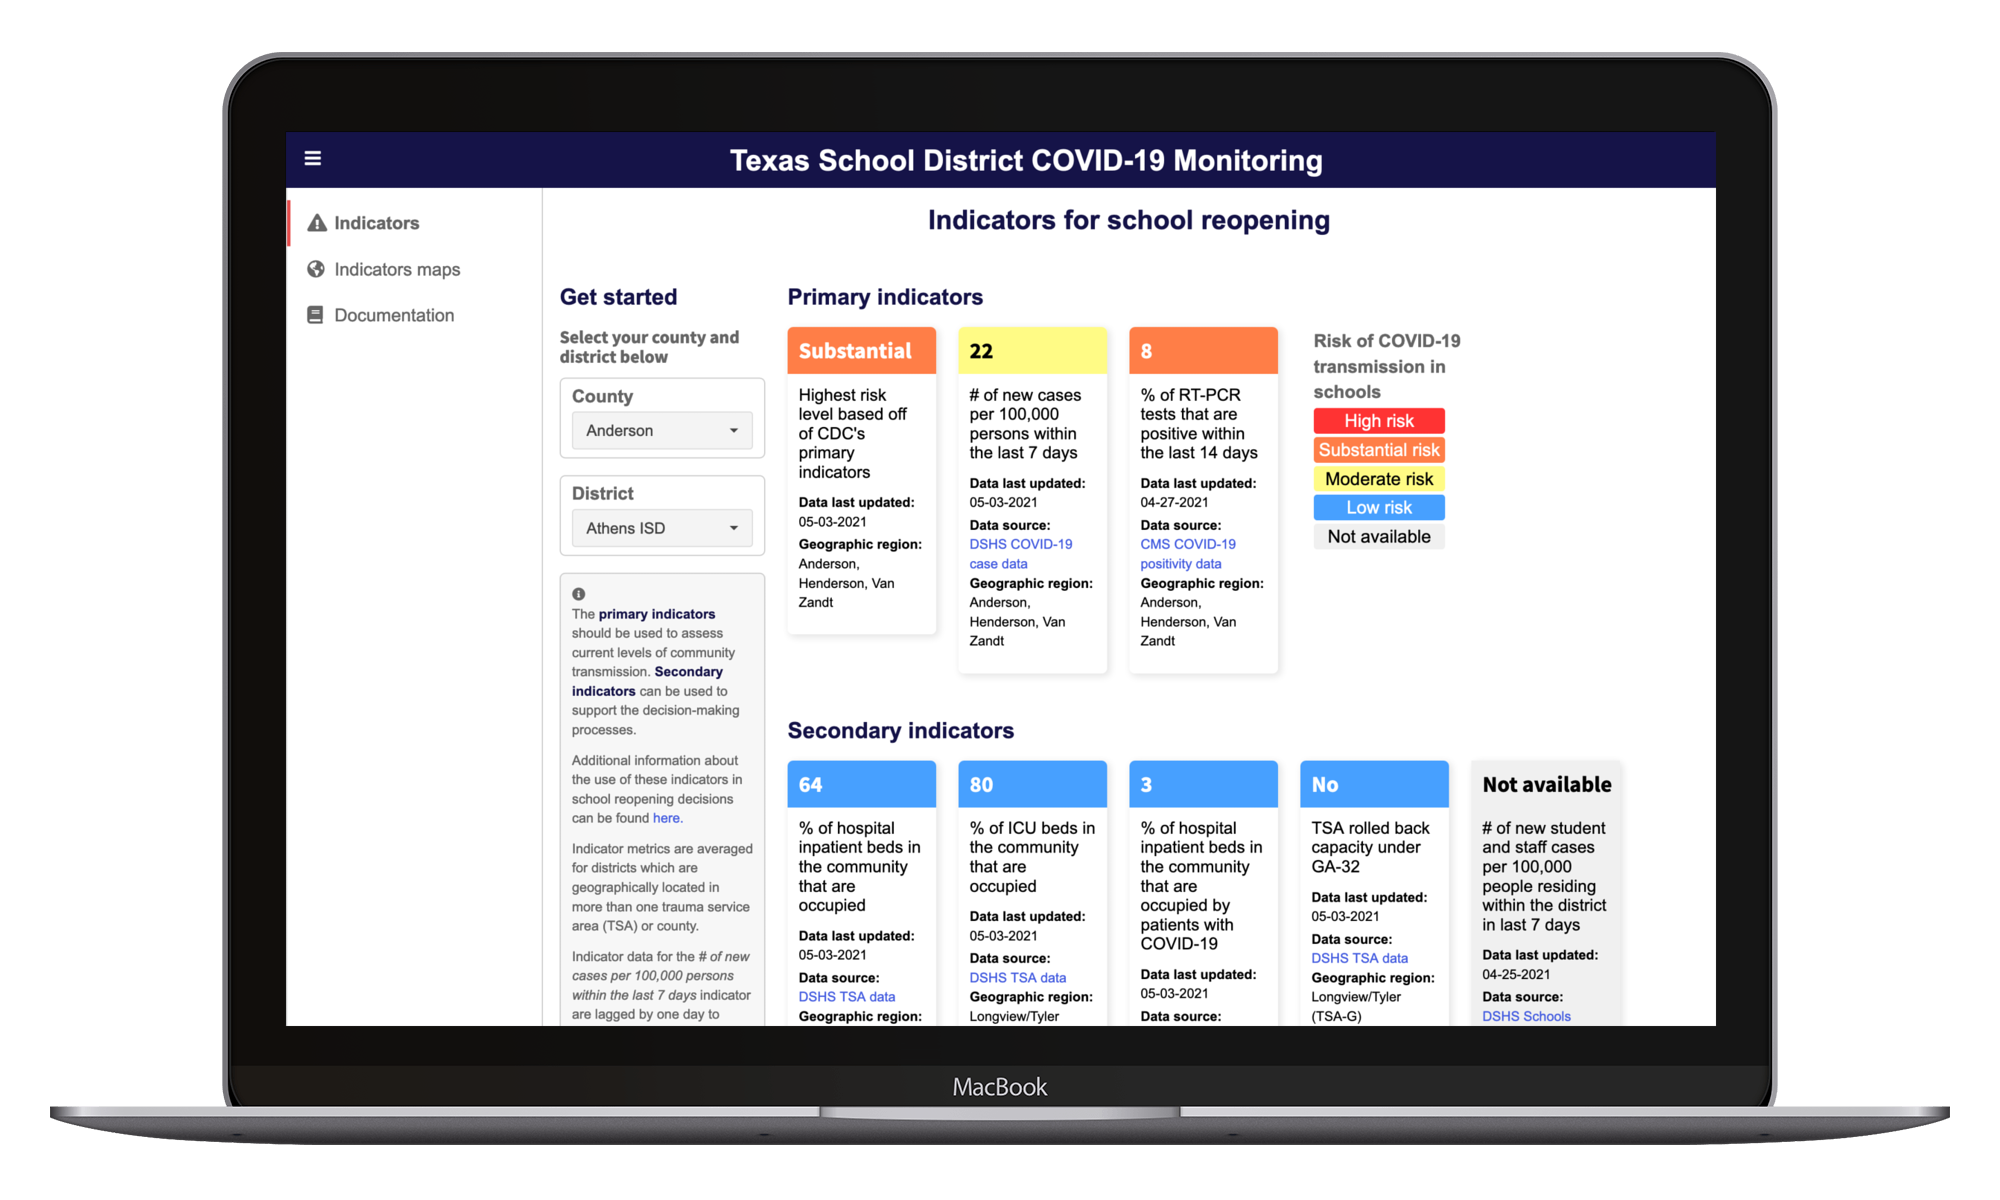 Texas School District COVID-19 Monitoring
Indicators
Indicators maps
Documentation
Indicators for school reopening
Get started
Select your county and
district below
County
Anderson
District
Athens ISD
The primary indicators
should be used to assess
current levels of community
transmission. Secondary
indicators can be used to
support the decision-making
processes.
Additional information about
the use of these indicators in
school reopening decisions
can be found here.
Indicator metrics are averaged
for districts which are
geographically located in
more than one trauma service
area (TSA) or county.
Indicator data for the # of new
cases per 100,000 persons
within the last 7 days indicator
are lagged by one day to
Primary indicators
Substantial
Highest risk
level based off
of CDC's
primary
indicators
Data last updated:
05-03-2021
Geographic region:
Anderson,
Henderson, Van
Zandt
22
# of new cases
per 100,000
persons within
the last 7 days
Data last updated:
05-03-2021
Data source:
DSHS COVID-19
case data
Geographic region:
Anderson,
Henderson, Van
Zandt
8
% of RT-PCR
tests that are
positive within
the last 14 days
Data last updated:
04-27-2021
Data source:
CMS COVID-19
positivity data
Geographic region:
Anderson,
Henderson, Van
Zandt
Risk of COVID-19
transmission in
schools
High risk
Substantial risk
Moderate risk
Low risk
Not available
Secondary indicators
64
% of hospital
inpatient beds in
the community
that are
occupied
Data last updated:
05-03-2021
Data source:
DSHS TSA data
Geographic region:
80
% of ICU beds in
the community
that are
occupied
Data last updated:
05-03-2021
Data source:
DSHS TSA data
Geographic region:
Longview/Tyler
3
% of hospital
inpatient beds in
the community
that are
occupied by
patients with
COVID-19
Data last updated:
05-03-2021
Data source:
No
TSA rolled back
capacity under
GA-32
Data last updated:
05-03-2021
Data source:
DSHS TSA data
Geographic region:
Longview/Tyler
(TSA-G)
Not available
# of new student
and staff cases
per 100,000
people residing
within the district
in last 7 days
Data last updated:
04-25-2021
Data source:
DSHS Schools
MacBook